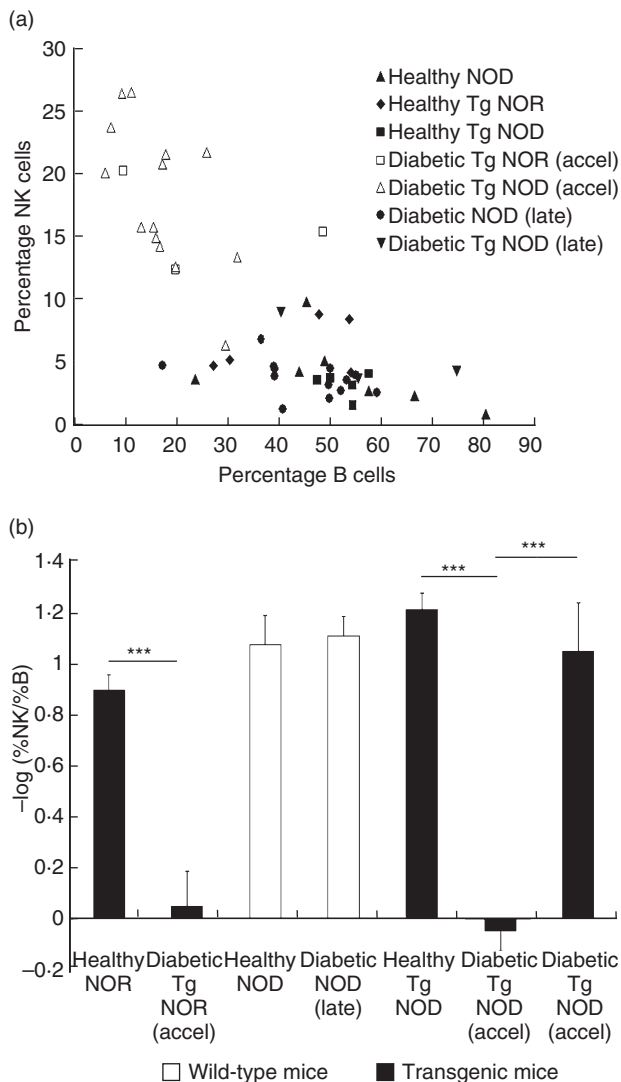 (a)
30
25
20
15
10
5
0
Percentage NK cells
0 10 20 30 40 50 60 70 80 90
Percentage B cells
Healthy NOD
Healthy Tg NOR
Healthy Tg NOD
Diabetic Tg NOR (accel)
Diabetic Tg NOD (accel)
Diabetic NOD (late)
Diabetic Tg NOD (late)
(b)
1·4
1·2
1
0·8
0·6
0·4
0·2
0
−0·2
–log (%NK/%B)
***
***
***
Healthy NOR
Diabetic Tg NOR (accel)
Healthy NOD
Diabetic NOD (late)
Healthy Tg NOD
Diabetic Tg NOD (accel)
Diabetic Tg NOD (accel)
Wild-type mice
Transgenic mice